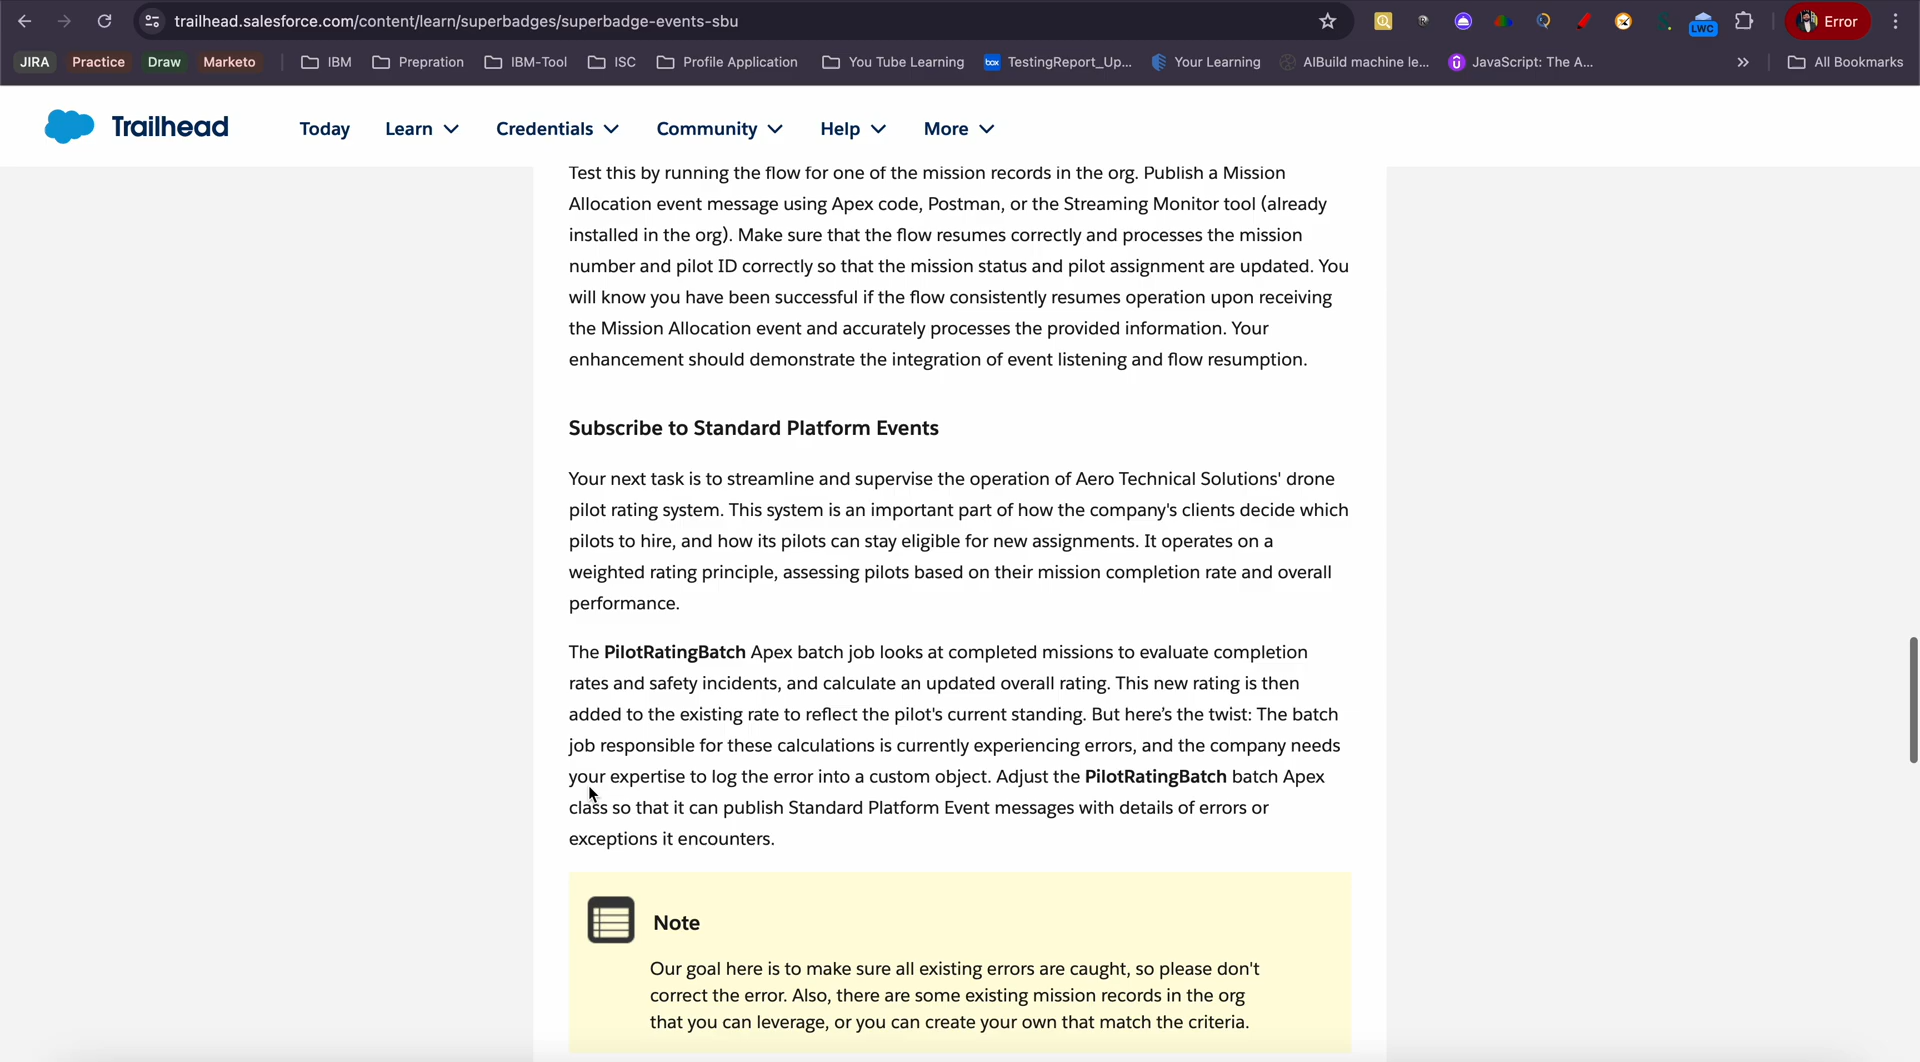 trailhead.salesforce.com/content/learn/superbadges/superbadge-events-sbu
LWC
Error
JIRA
Practice
Draw
Marketo
IBM
Prepration
IBM-Tool
ISC
Profile Application
You Tube Learning
box
TestingReport_Up...
Your Learning
AIBuild machine le...
JavaScript: The A...
All Bookmarks
Trailhead
Today
Learn
Credentials
Community
Help
More
Test this by running the flow for one of the mission records in the org. Publish a Mission
Allocation event message using Apex code, Postman, or the Streaming Monitor tool (already
installed in the org). Make sure that the flow resumes correctly and processes the mission
number and pilot ID correctly so that the mission status and pilot assignment are updated. You
will know you have been successful if the flow consistently resumes operation upon receiving
the Mission Allocation event and accurately processes the provided information. Your
enhancement should demonstrate the integration of event listening and flow resumption.
Subscribe to Standard Platform Events
Your next task is to streamline and supervise the operation of Aero Technical Solutions' drone
pilot rating system. This system is an important part of how the company's clients decide which
pilots to hire, and how its pilots can stay eligible for new assignments. It operates on a
weighted rating principle, assessing pilots based on their mission completion rate and overall
performance.
The PilotRatingBatch Apex batch job looks at completed missions to evaluate completion
rates and safety incidents, and calculate an updated overall rating. This new rating is then
added to the existing rate to reflect the pilot's current standing. But here’s the twist: The batch
job responsible for these calculations is currently experiencing errors, and the company needs
your expertise to log the error into a custom object. Adjust the PilotRatingBatch batch Apex
class so that it can publish Standard Platform Event messages with details of errors or
exceptions it encounters.
Note
Our goal here is to make sure all existing errors are caught, so please don't
correct the error. Also, there are some existing mission records in the org
that you can leverage, or you can create your own that match the criteria.